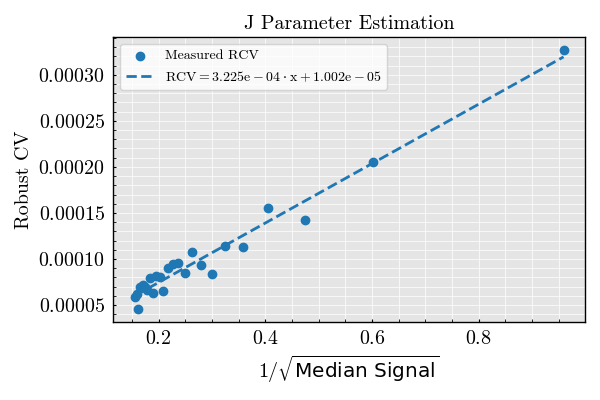 J Parameter Estimation
Measured RCV
RCV = 3.225e − 04 · x + 1.002e − 05
Robust CV
0.00030
0.00025
0.00020
0.00015
0.00010
0.00005
0.2 0.4 0.6 0.8
1/√Median Signal